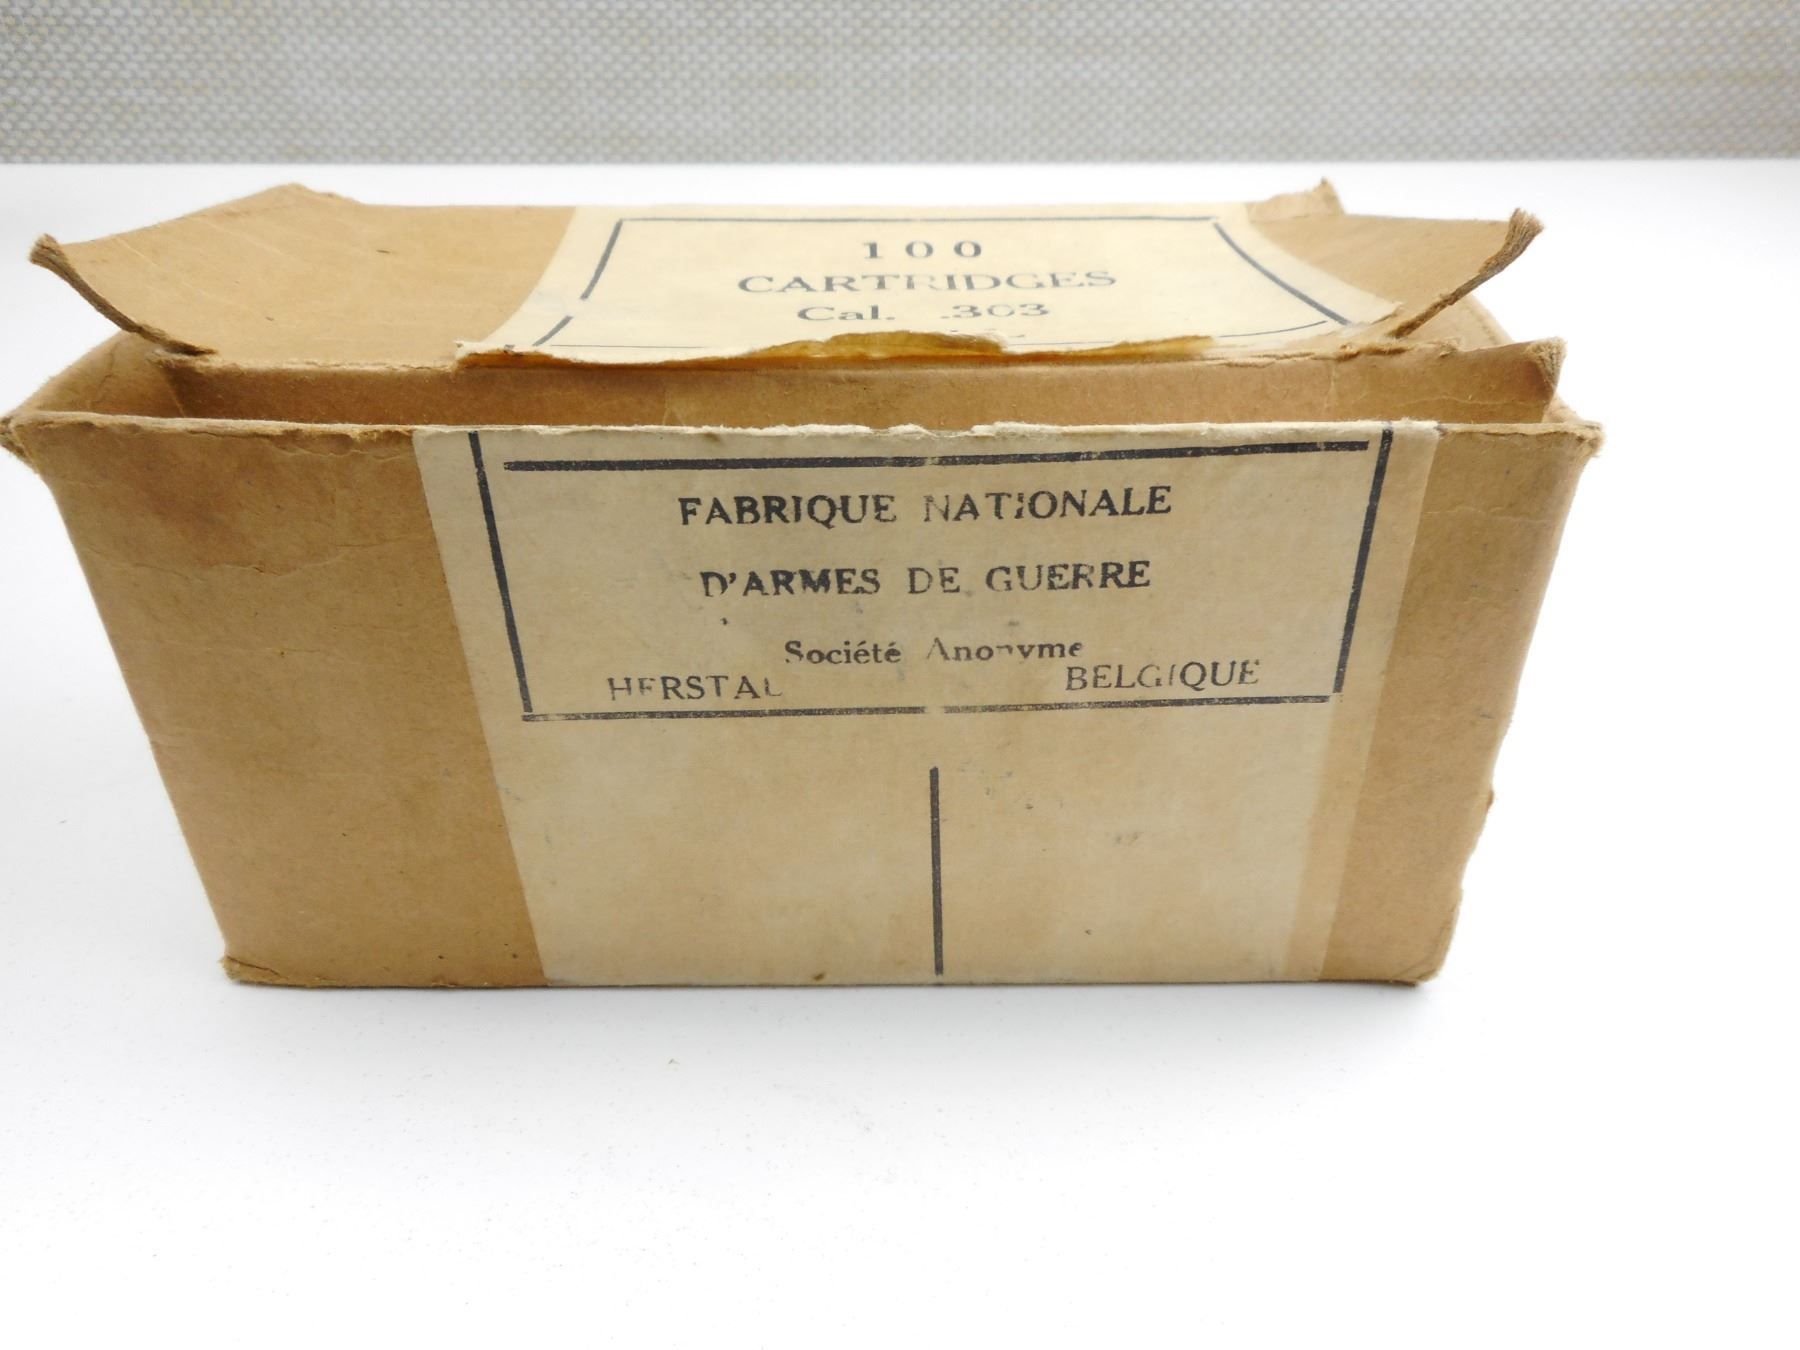 100
CARTRIDGES
Cal. .303
FABRIQUE NATIONALE
D'ARMES DE GUERRE
Société Anonyme
HERSTAL BELGIQUE